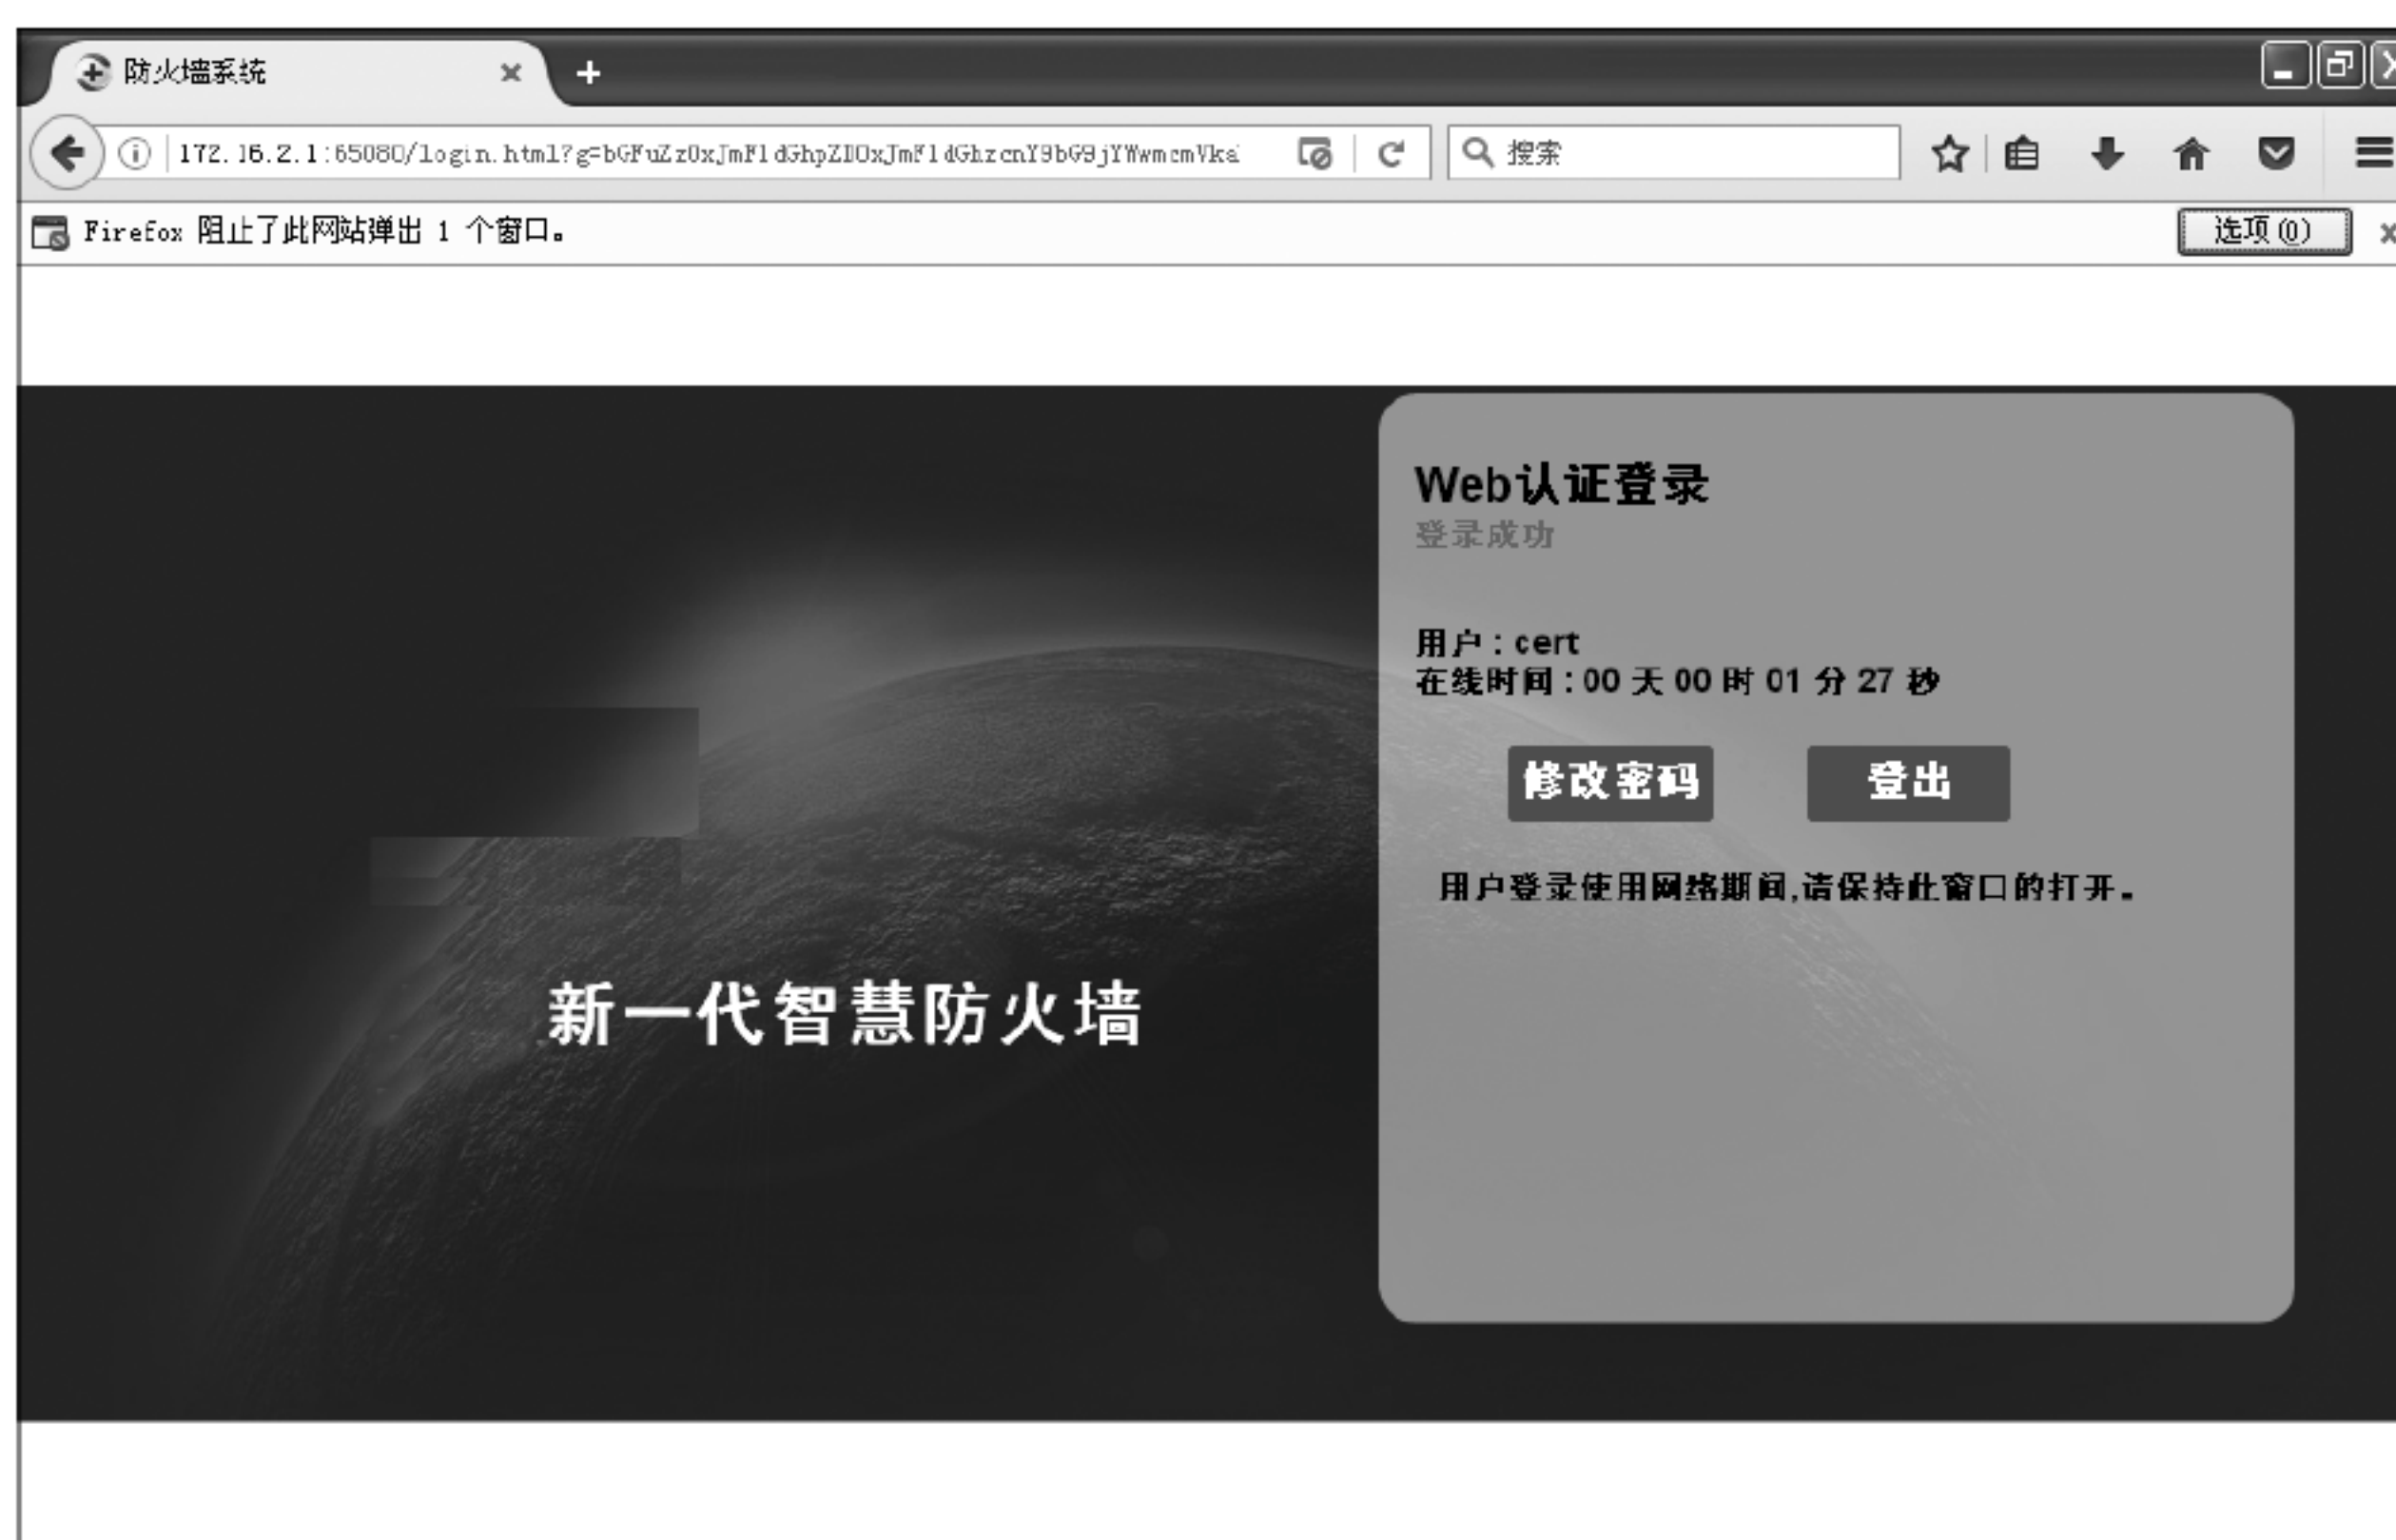 防火墙系统
172.16.2.1:65080/login.html?g=
搜索
Firefox 阻止了此网站弹出 1 个窗口。
选项(O)
Web认证登录
登录成功
用户 : cert
在线时间 : 00 天 00 时 01 分 27 秒
修改密码
登出
用户登录使用网络期间,请保持此窗口的打开。
新一代智慧防火墙